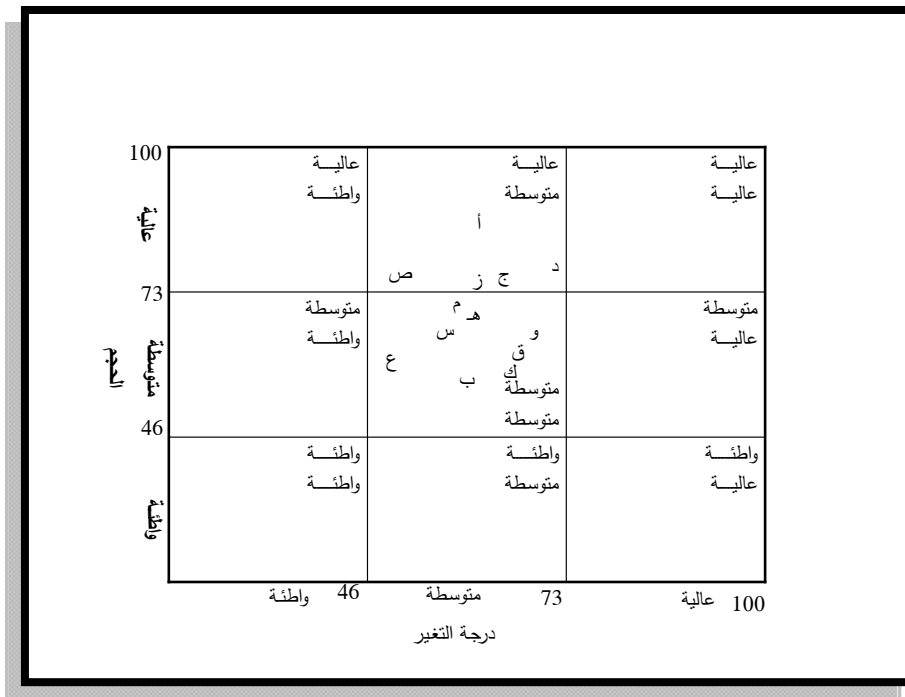 100
عاليـــة عاليـــة عاليـــة
عاليـــة متوسطة واطئـــة
أ
د
ج
ز
ص
عالية
73
متوسطة متوسطة
عاليـــة واطئـــة
م
هـ
س
و
ق
ع
ك
ب
متوسطة
متوسطة
متوسطة
الحجم
46
واطئـــة واطئـــة واطئـــة
عاليـــة متوسطة واطئـــة
واطئـة
46 واطئة
73 متوسطة
100 عالية
درجة التغير